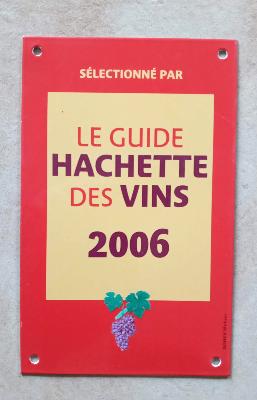 SÉLECTIONNÉ PAR
LE GUIDE
HACHETTE
DES VINS
2006